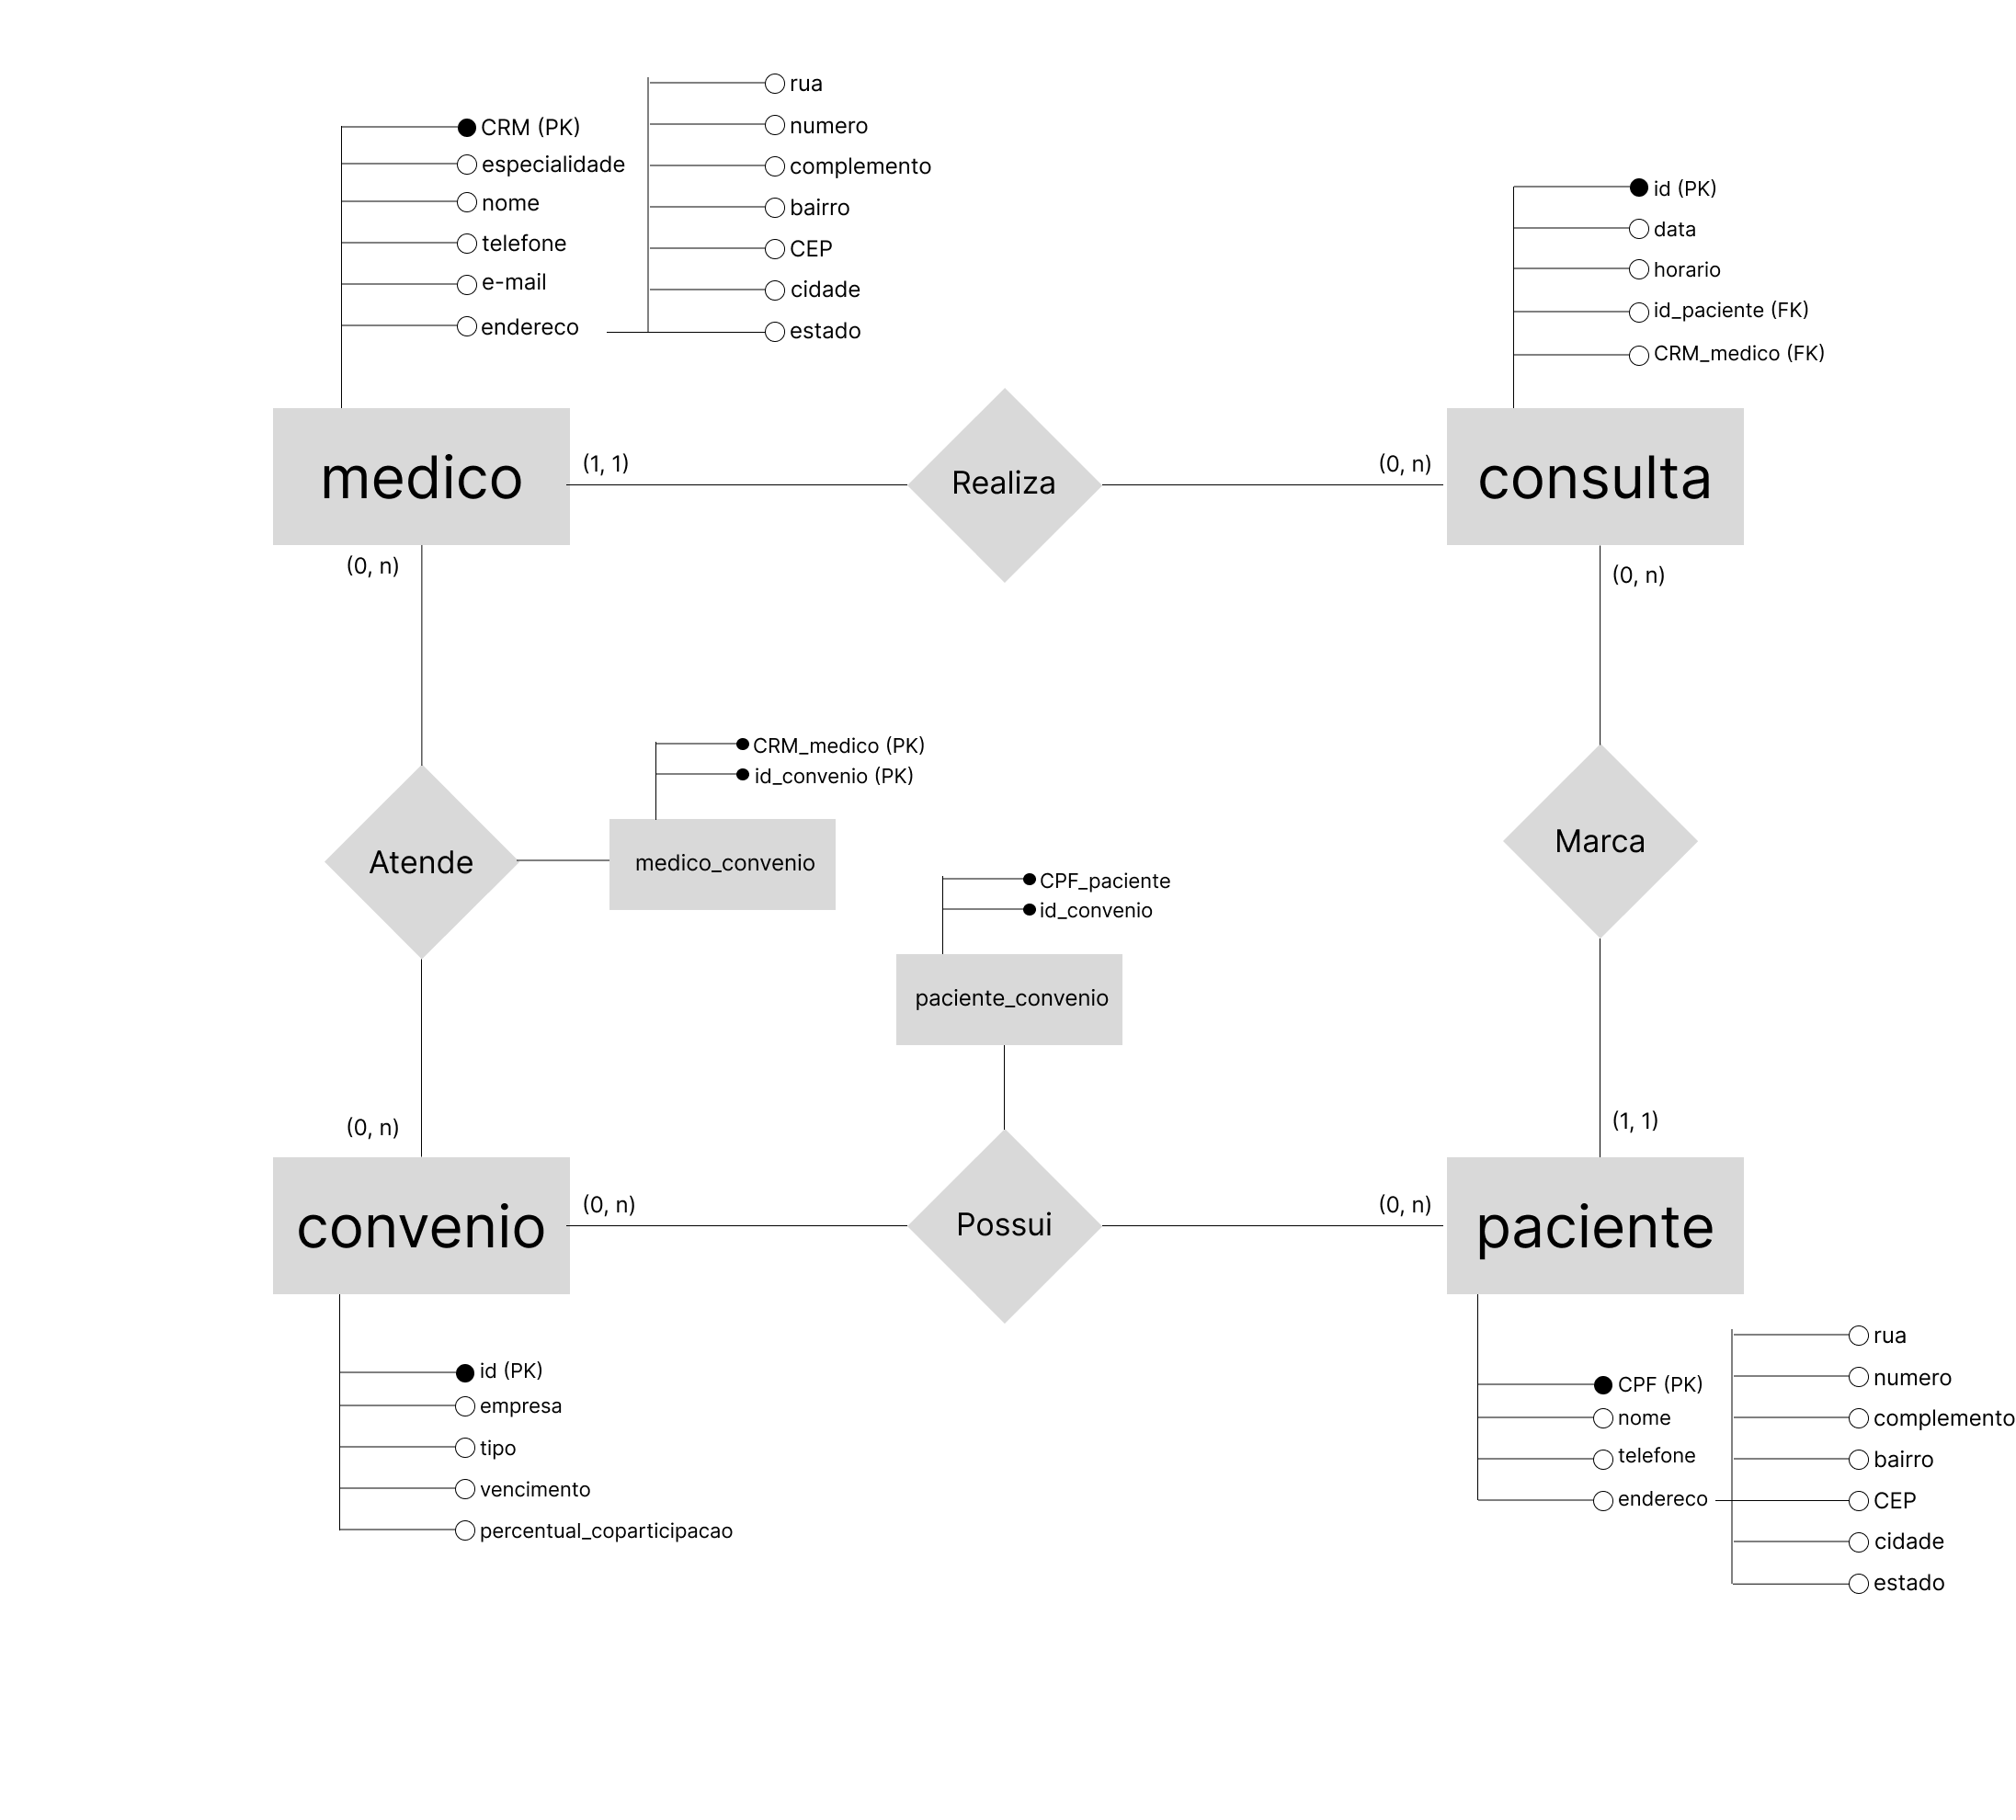 CRM (PK)
especialidade
nome
telefone
e-mail
endereco
rua
numero
complemento
bairro
CEP
cidade
estado
id (PK)
data
horario
id_paciente (FK)
CRM_medico (FK)
medico
(1, 1)
Realiza
(0, n)
consulta
(0, n)
(0, n)
CRM_medico (PK)
id_convenio (PK)
Atende
medico_convenio
Marca
CPF_paciente
id_convenio
paciente_convenio
(0, n)
(1, 1)
convenio
(0, n)
Possui
(0, n)
paciente
id (PK)
empresa
tipo
vencimento
percentual_coparticipacao
CPF (PK)
nome
telefone
endereco
rua
numero
complemento
bairro
CEP
cidade
estado